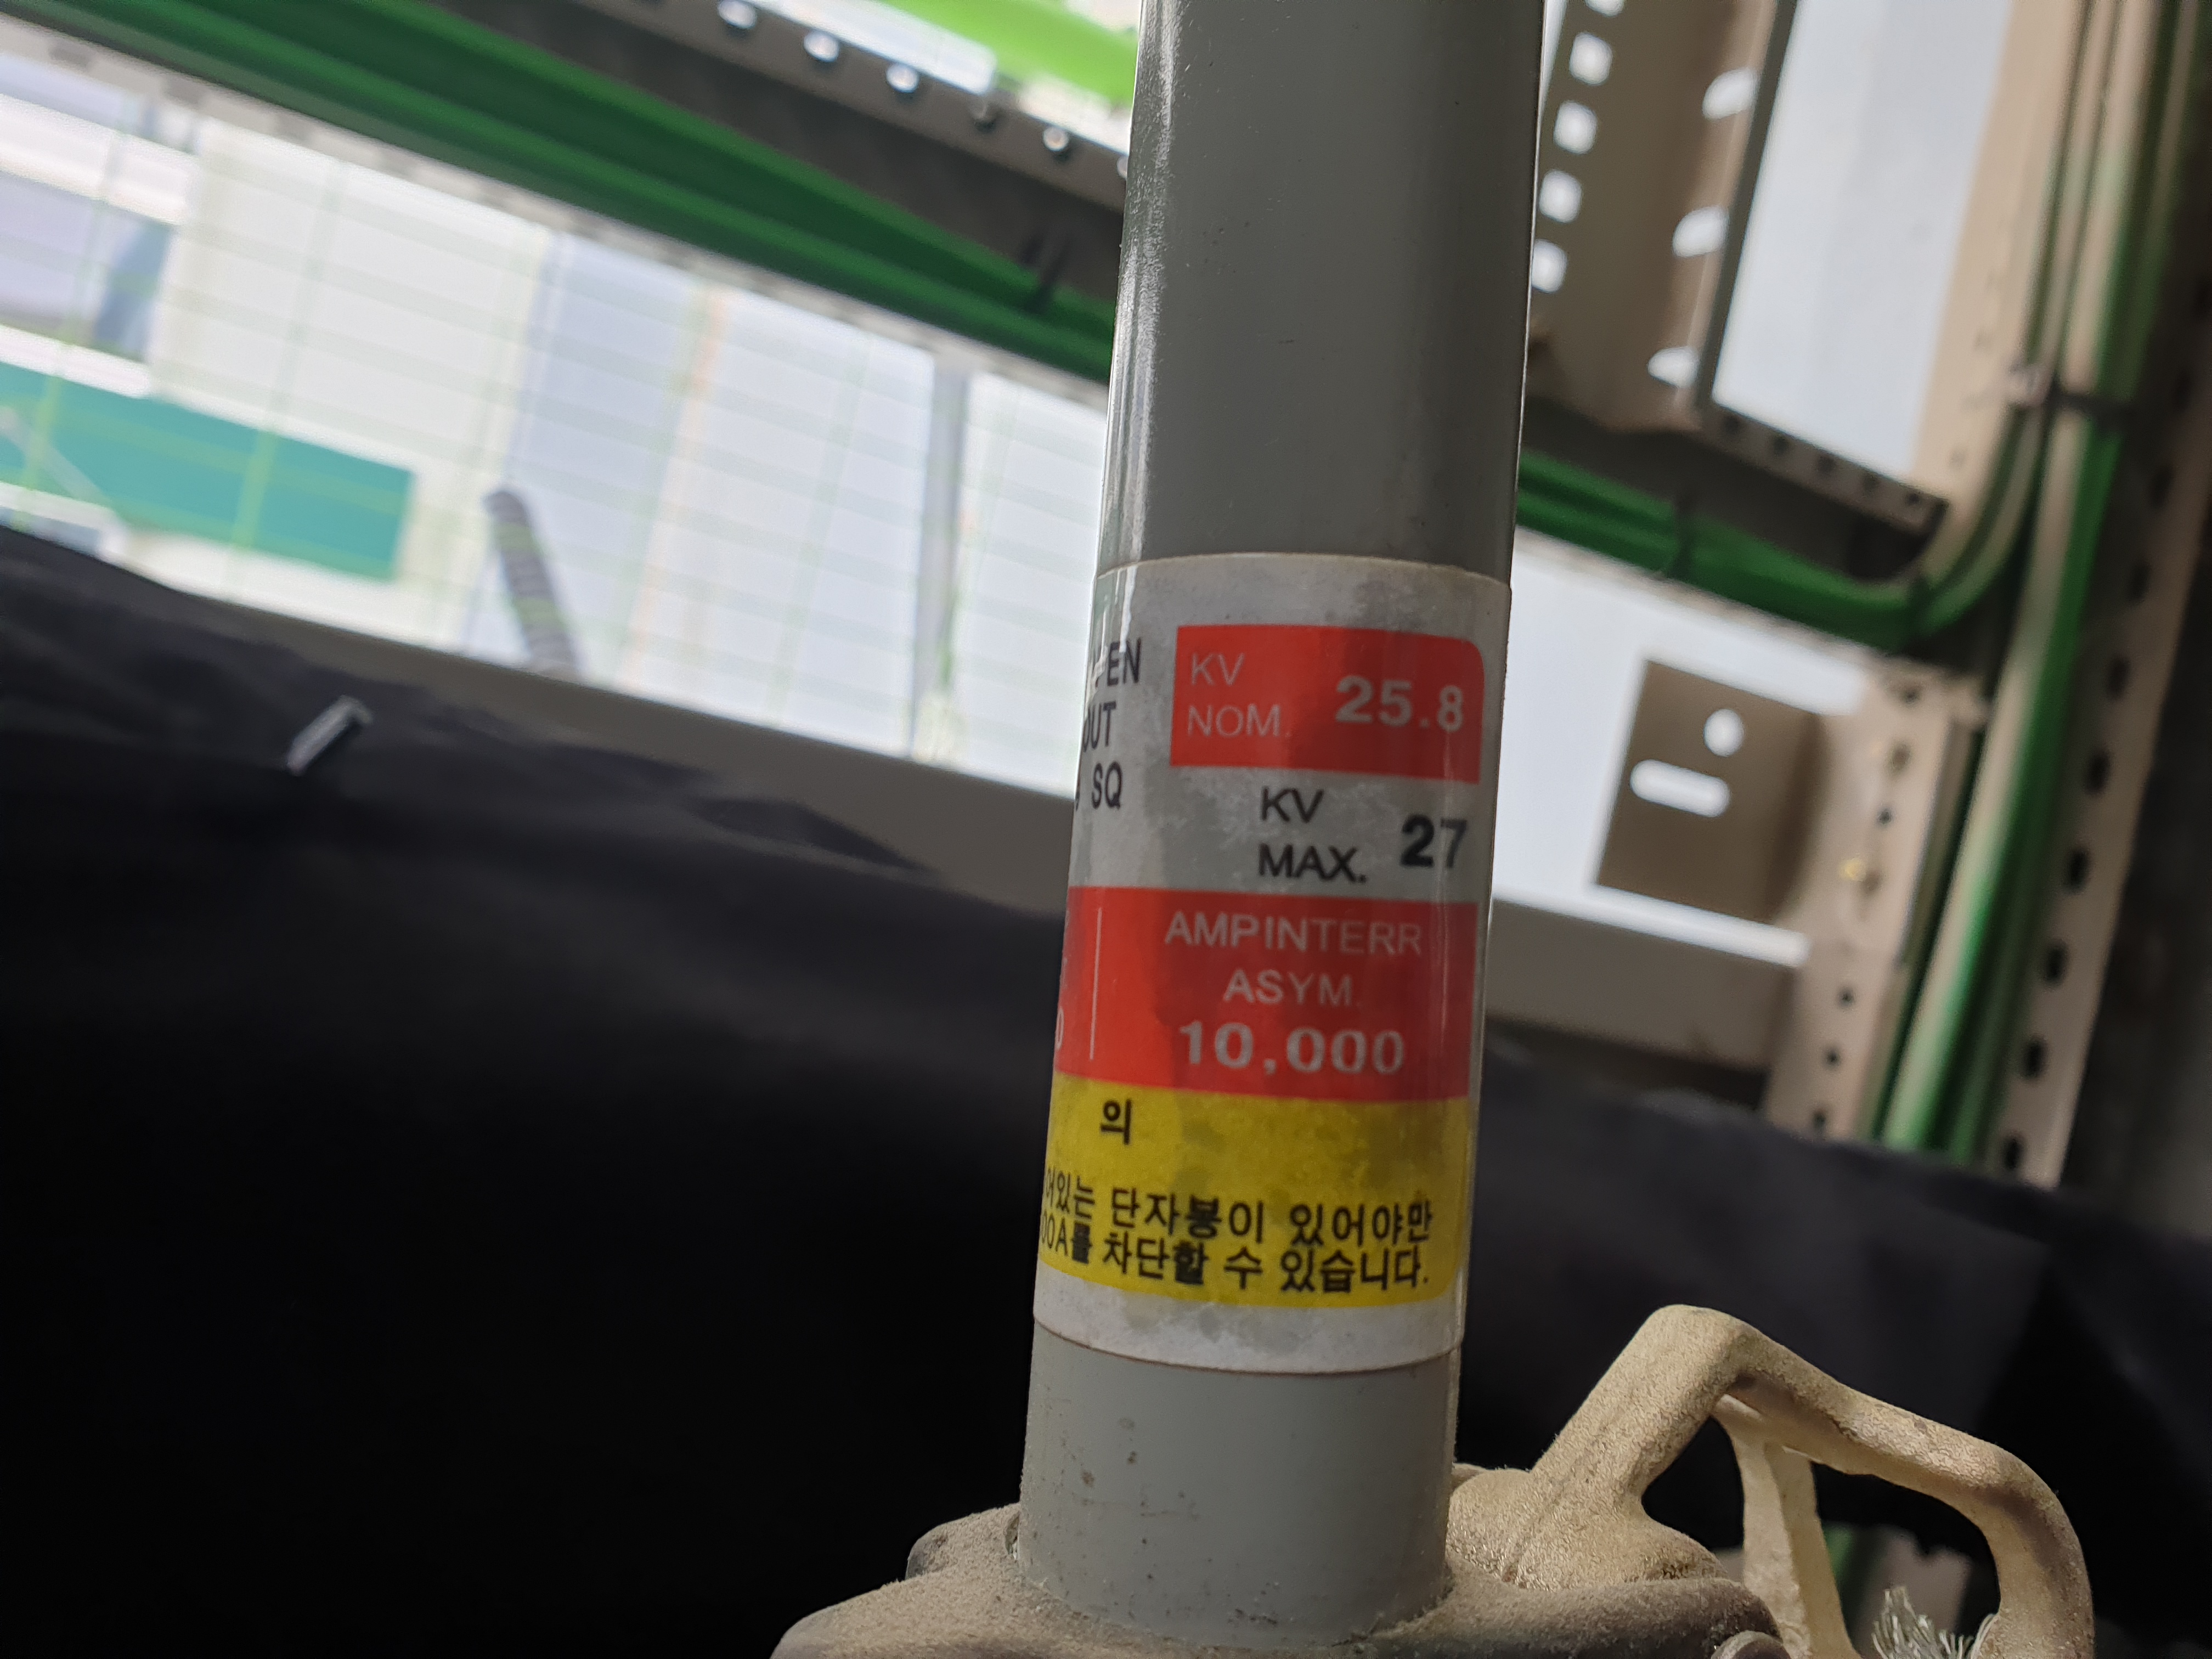 KV
NOM. 25.8
SQ
KV
MAX. 27
AMPINTERR
ASYM.
10,000
의
단자봉이 있어야만
차단할 수 있습니다.